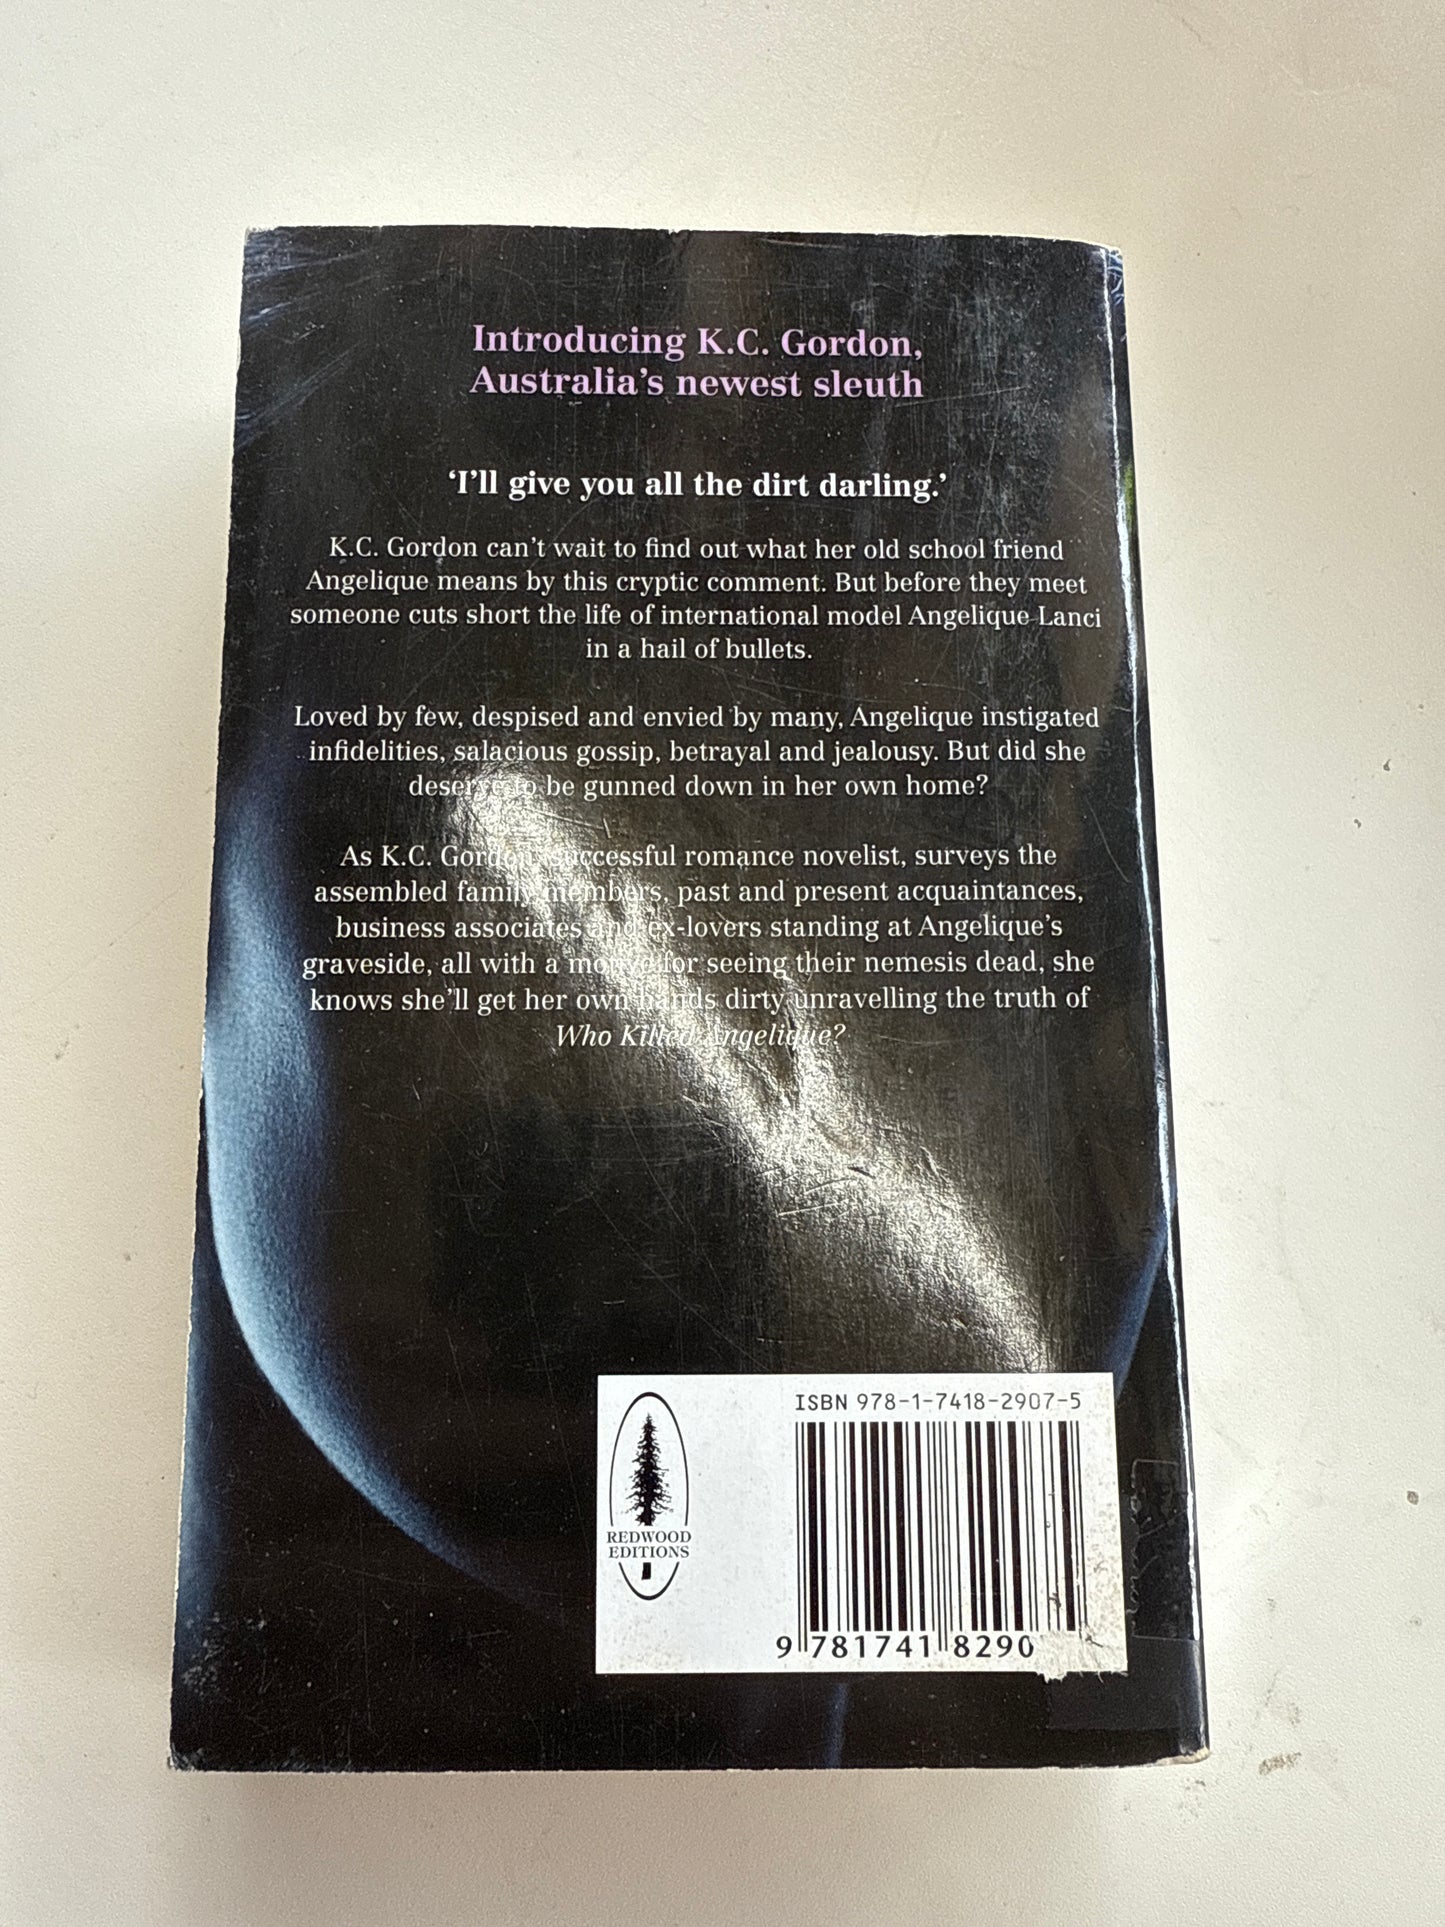 Introducing K.C. Gordon,
Australia's newest sleuth
'I'll give you all the dirt darling.'
K.C. Gordon can't wait to find out what her old school friend
Angelique means by this cryptic comment. But before they meet
someone cuts short the life of international model Angelique Lanci
in a hail of bullets.
Loved by few, despised and envied by many, Angelique instigated
infidelities, salacious gossip, betrayal and jealousy. But did she
deserve to be gunned down in her own home?
As K.C. Gordon, successful romance novelist, surveys the
assembled family members, past and present acquaintances,
business associates and ex-lovers standing at Angelique's
graveside, all with a motive for seeing their nemesis dead, she
knows she'll get her own hands dirty unravelling the truth of
Who Killed Angelique?
ISBN 978-1-7418-2907-5
REDWOOD
EDITIONS
9 781741 8290